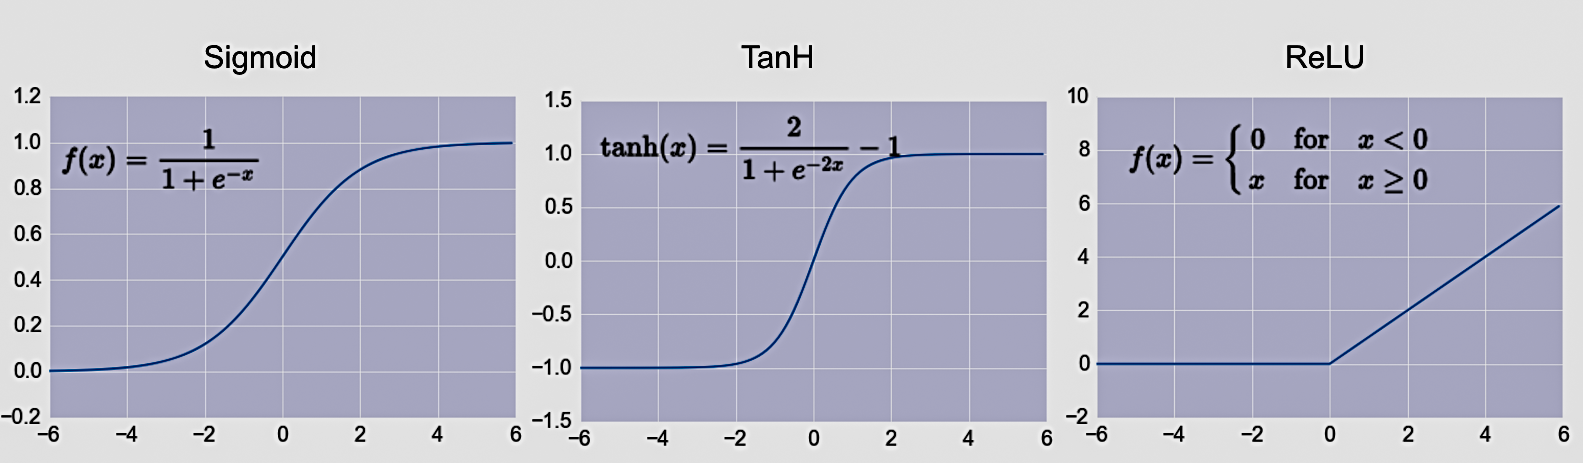 Sigmoid
1.2
1.0
0.8
0.6
0.4
0.2
0.0
−0.2
−6 −4 −2 0 2 4 6
f(x) = 1 / (1 + e^{−x})
TanH
1.5
1.0
0.5
0.0
−0.5
−1.0
−1.5
−6 −4 −2 0 2 4 6
tanh(x) = 2 / (1 + e^{−2x}) − 1
ReLU
10
8
6
4
2
0
−2
−6 −4 −2 0 2 4 6
f(x) = { 0 for x < 0
x for x ≥ 0